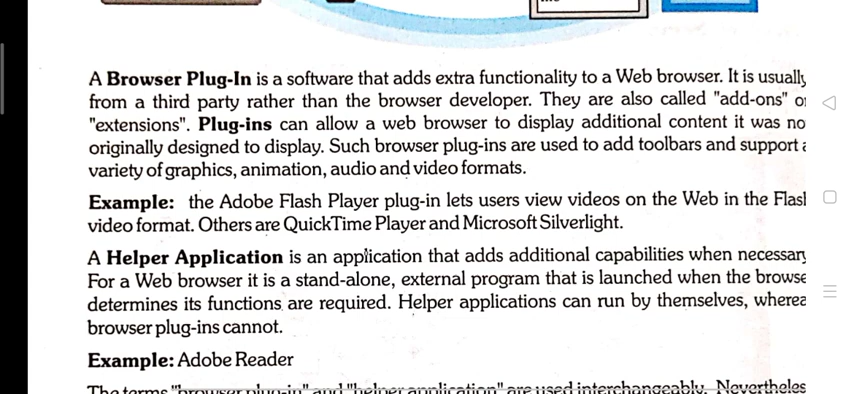 A Browser Plug-In is a software that adds extra functionality to a Web browser. It is usually
from a third party rather than the browser developer. They are also called "add-ons" o
"extensions". Plug-ins can allow a web browser to display additional content it was no
originally designed to display. Such browser plug-ins are used to add toolbars and support a
variety of graphics, animation, audio and video formats.
Example: the Adobe Flash Player plug-in lets users view videos on the Web in the Flas
video format. Others are QuickTime Player and Microsoft Silverlight.
A Helper Application is an application that adds additional capabilities when necessary
For a Web browser it is a stand-alone, external program that is launched when the browse
determines its functions are required. Helper applications can run by themselves, wherea
browser plug-ins cannot.
Example: Adobe Reader
The terms "browser plug-in" and "helper application" are used interchangeably. Nevertheles